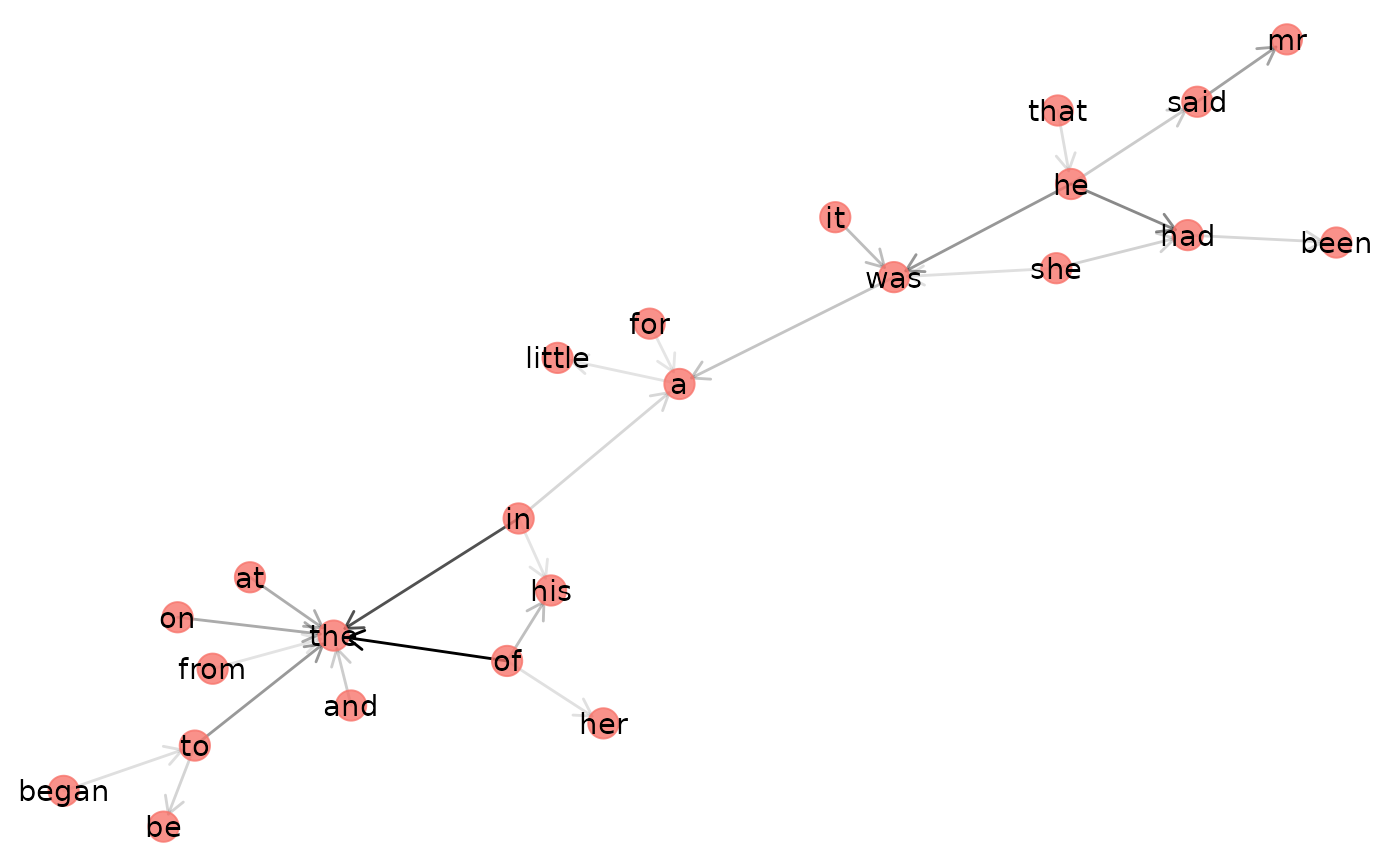 mr
said
that
he
it
had
been
she
was
for
little
a
in
at
his
on
the
of
from
and
her
to
began
be